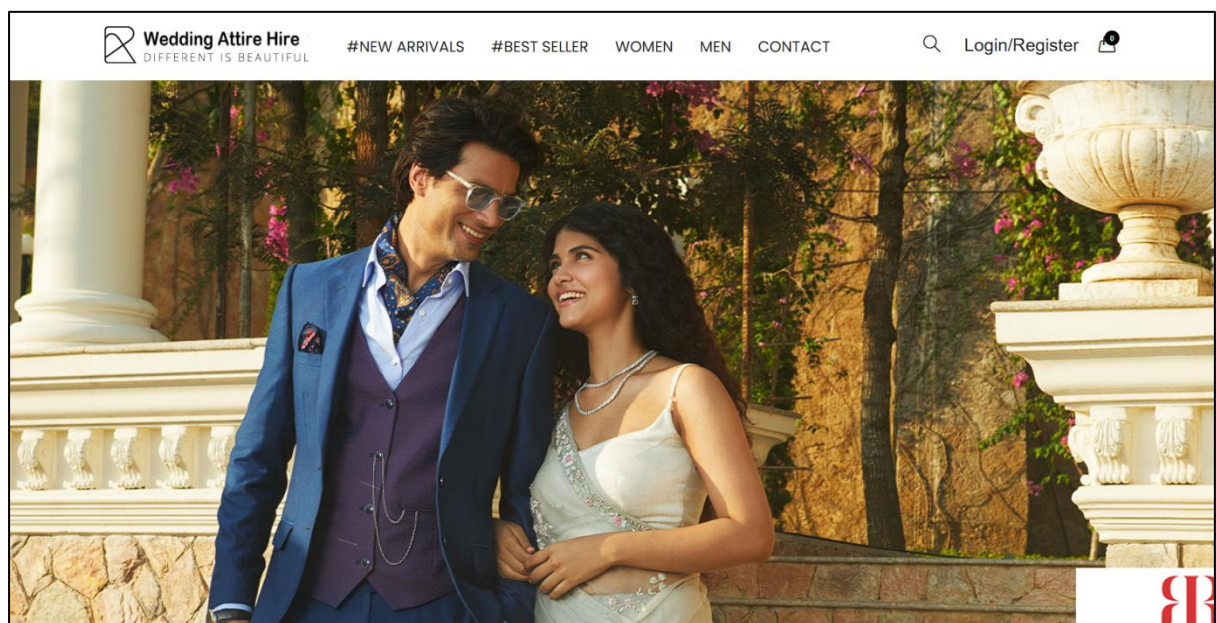 Wedding Attire Hire
DIFFERENT IS BEAUTIFUL
#NEW ARRIVALS #BEST SELLER WOMEN MEN CONTACT Login/Register 0